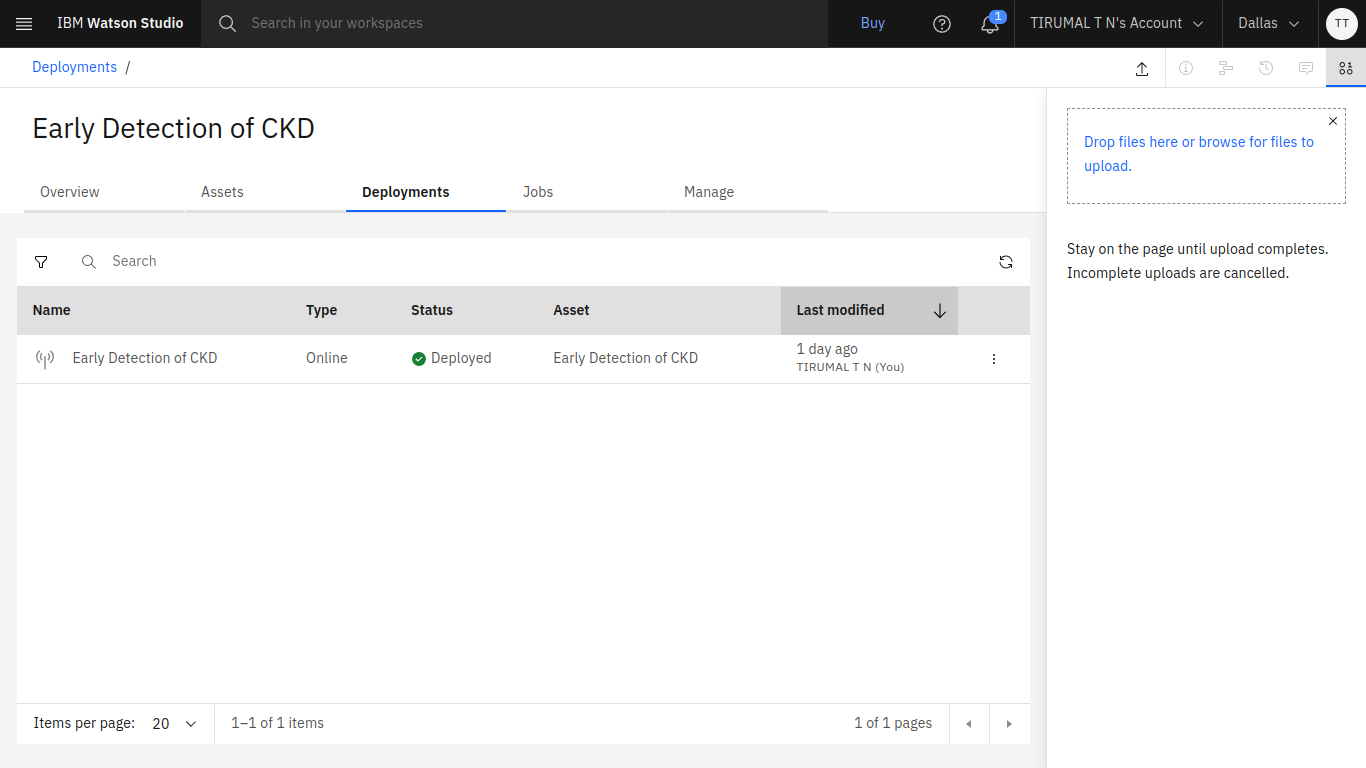 IBM Watson Studio
Search in your workspaces
Buy
1
TIRUMAL T N's Account
Dallas
TT
Deployments /
Early Detection of CKD
Overview
Assets
Deployments
Jobs
Manage
Search
Name Type Status Asset Last modified
Early Detection of CKD Online Deployed Early Detection of CKD 1 day ago
TIRUMAL T N (You)
Items per page: 20 1–1 of 1 items 1 of 1 pages
Drop files here or browse for files to
upload.
Stay on the page until upload completes.
Incomplete uploads are cancelled.